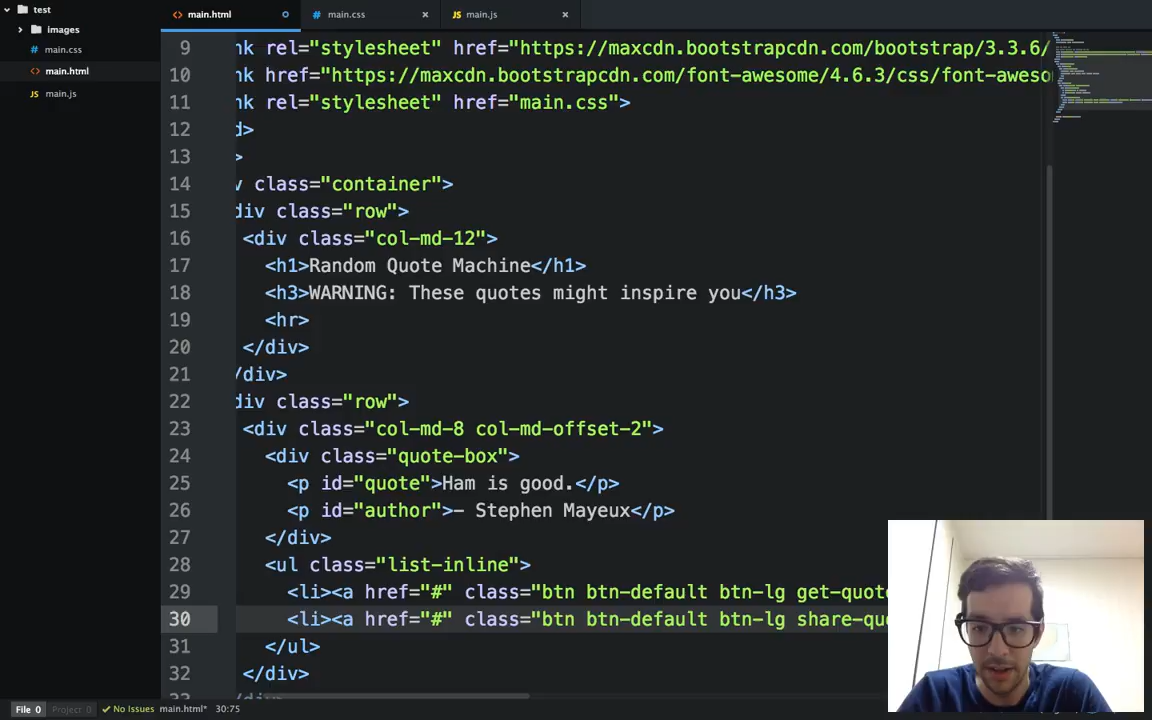 test
images
main.css
main.html
main.js
main.html
main.css
main.js
9 nk rel="stylesheet" href="https://maxcdn.bootstrapcdn.com/bootstrap/3.3.6/
10 nk href="https://maxcdn.bootstrapcdn.com/font-awesome/4.6.3/css/font-aweso
11 nk rel="stylesheet" href="main.css">
12 d>
13 >
14 v class="container">
15 div class="row">
16 <div class="col-md-12">
17 <h1>Random Quote Machine</h1>
18 <h3>WARNING: These quotes might inspire you</h3>
19 <hr>
20 </div>
21 /div>
22 div class="row">
23 <div class="col-md-8 col-md-offset-2">
24 <div class="quote-box">
25 <p id="quote">Ham is good.</p>
26 <p id="author">- Stephen Mayeux</p>
27 </div>
28 <ul class="list-inline">
29 <li><a href="#" class="btn btn-default btn-lg get-quote
30 <li><a href="#" class="btn btn-default btn-lg share-quo
31 </ul>
32 </div>
33 /div>
File 0 Project 0 No Issues main.html* 30:75